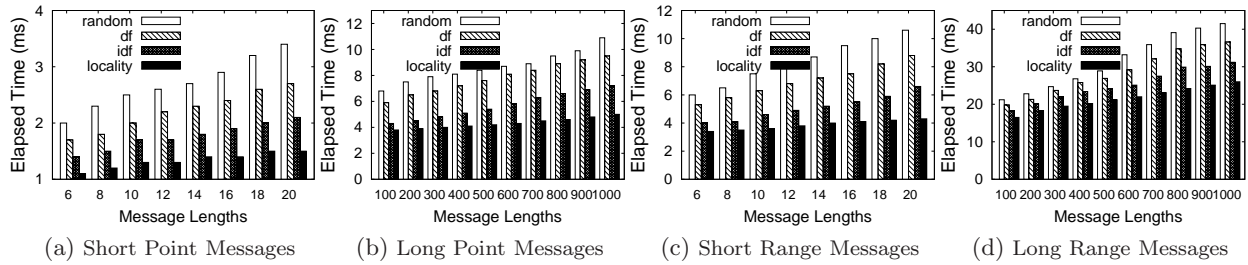 Elapsed Time (ms)
4
3
2
1
random
df
idf
locality
6 8 10 12 14 16 18 20
Message Lengths
(a) Short Point Messages
Elapsed Time (ms)
14
12
10
8
6
4
2
0
random
df
idf
locality
100 200 300 400 500 600 700 800 900 1000
Message Lengths
(b) Long Point Messages
Elapsed Time (ms)
12
10
8
6
4
2
0
random
df
idf
locality
6 8 10 12 14 16 18 20
Message Lengths
(c) Short Range Messages
Elapsed Time (ms)
40
30
20
10
0
random
df
idf
locality
100 200 300 400 500 600 700 800 900 1000
Message Lengths
(d) Long Range Messages